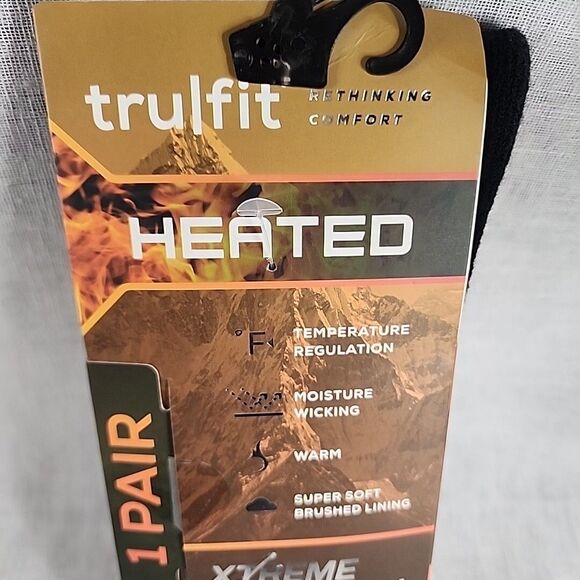 trulfit
RETHINKING
COMFORT
HEATED
°F
TEMPERATURE
REGULATION
MOISTURE
WICKING
WARM
SUPER SOFT
BRUSHED LINING
1 PAIR
XTREME